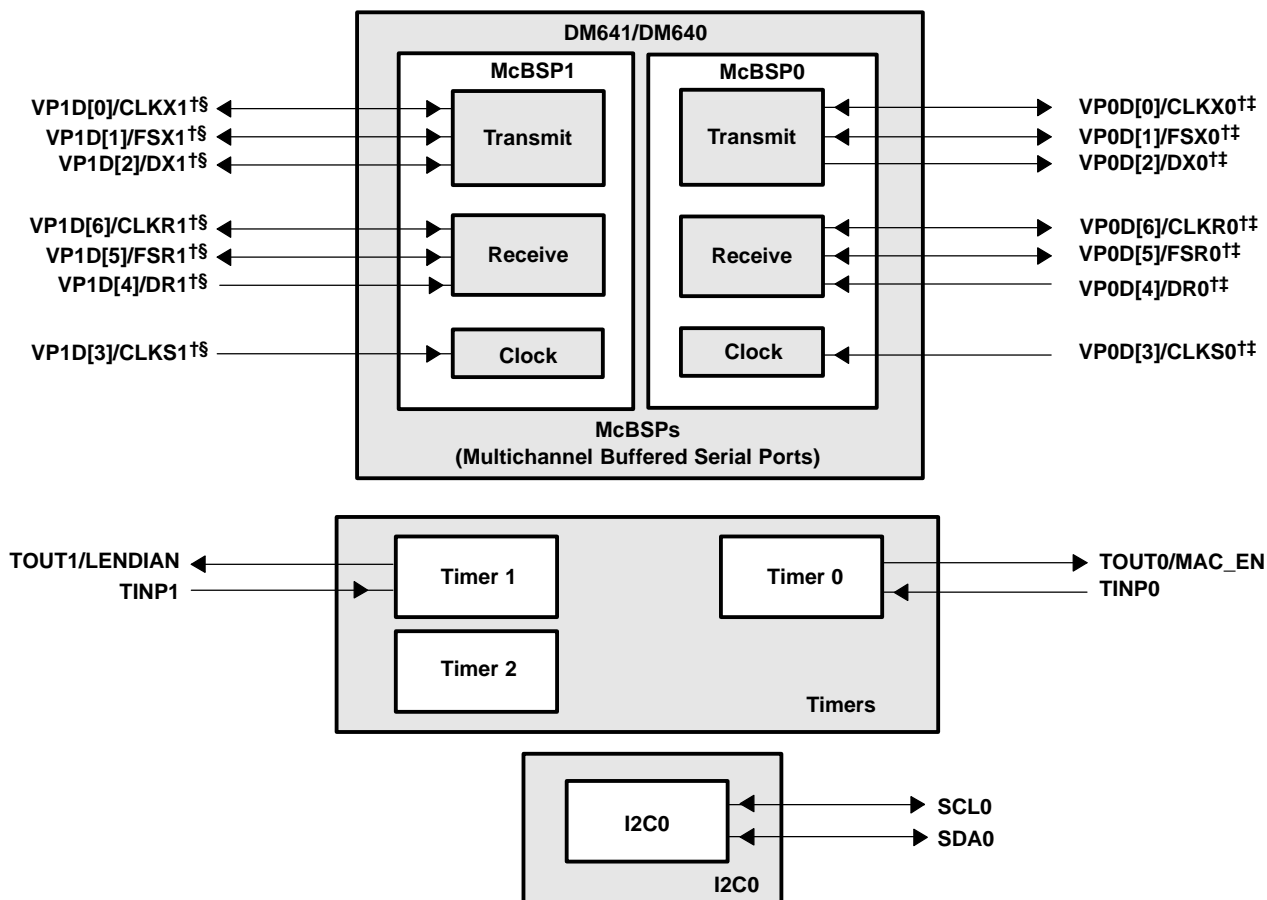 DM641/DM640
McBSP1
McBSP0
VP1D[0]/CLKX1†§
VP1D[1]/FSX1†§
VP1D[2]/DX1†§
Transmit
Transmit
VP0D[0]/CLKX0†‡
VP0D[1]/FSX0†‡
VP0D[2]/DX0†‡
VP1D[6]/CLKR1†§
VP1D[5]/FSR1†§
VP1D[4]/DR1†§
Receive
Receive
VP0D[6]/CLKR0†‡
VP0D[5]/FSR0†‡
VP0D[4]/DR0†‡
VP1D[3]/CLKS1†§
Clock
Clock
VP0D[3]/CLKS0†‡
McBSPs
(Multichannel Buffered Serial Ports)
TOUT1/LENDIAN
TINP1
Timer 1
Timer 0
TOUT0/MAC_EN
TINP0
Timer 2
Timers
I2C0
SCL0
SDA0
I2C0